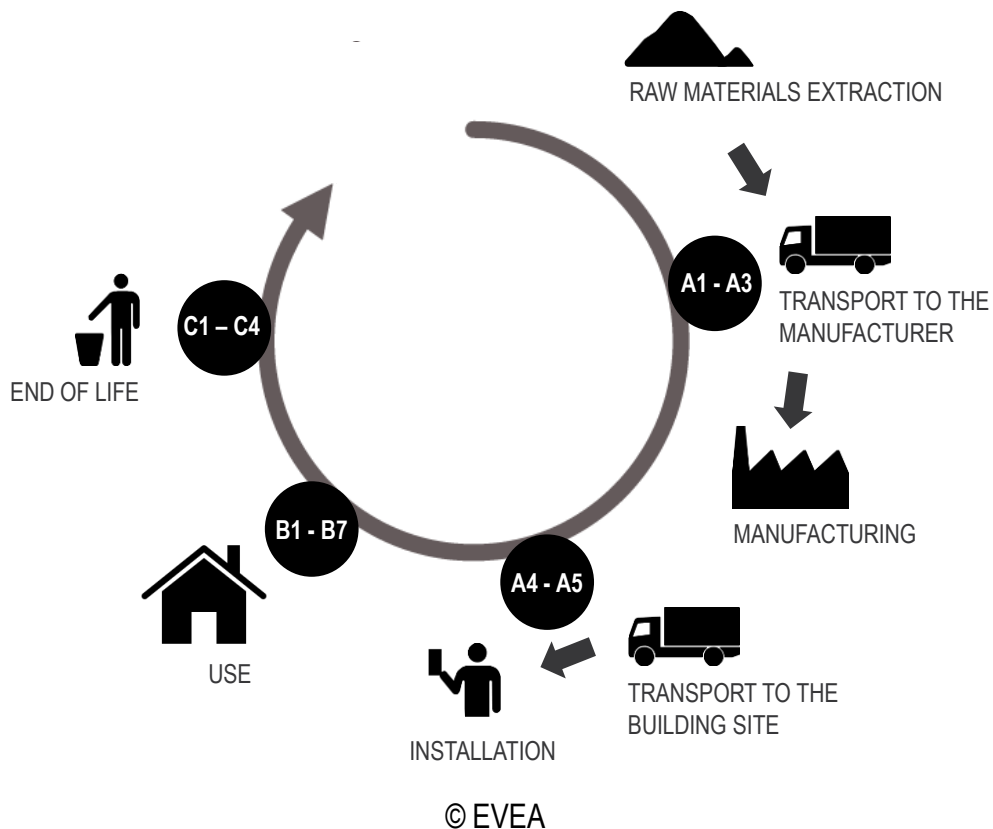 RAW MATERIALS EXTRACTION
A1 - A3
TRANSPORT TO THE
MANUFACTURER
C1 – C4
END OF LIFE
MANUFACTURING
B1 - B7
A4 - A5
USE
TRANSPORT TO THE
BUILDING SITE
INSTALLATION
© EVEA